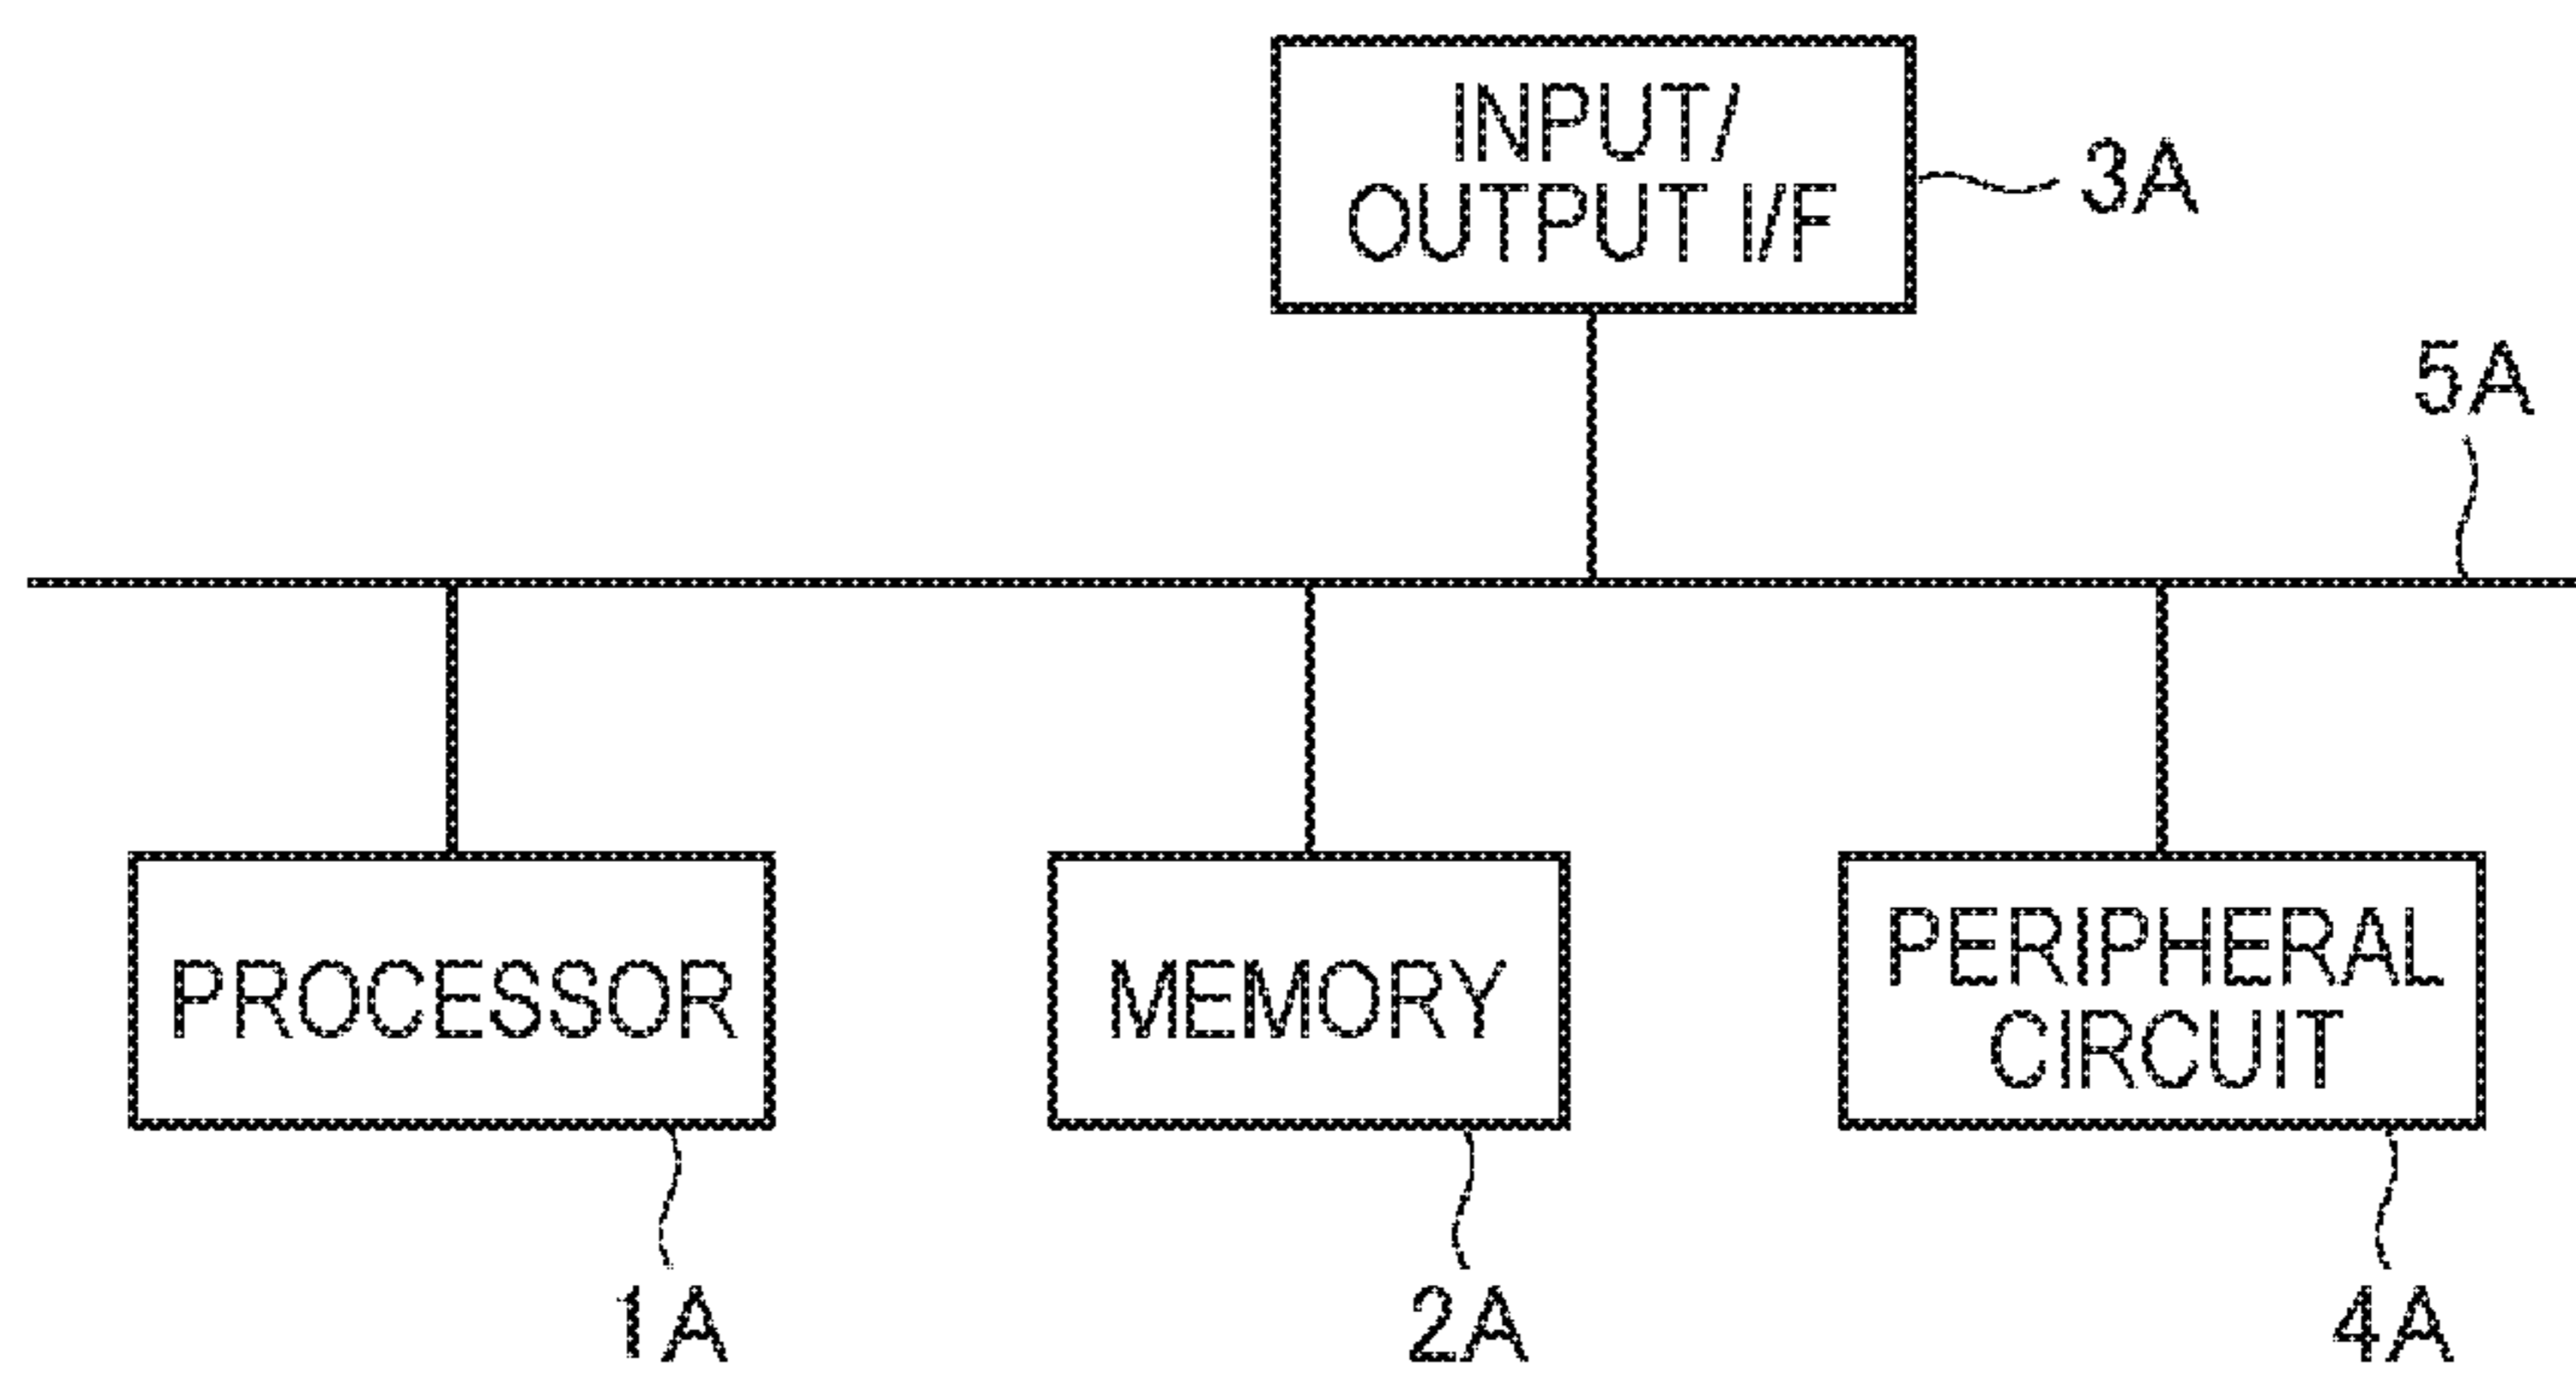 INPUT/
OUTPUT I/F
3A
5A
PROCESSOR
MEMORY
PERIPHERAL
CIRCUIT
1A
2A
4A